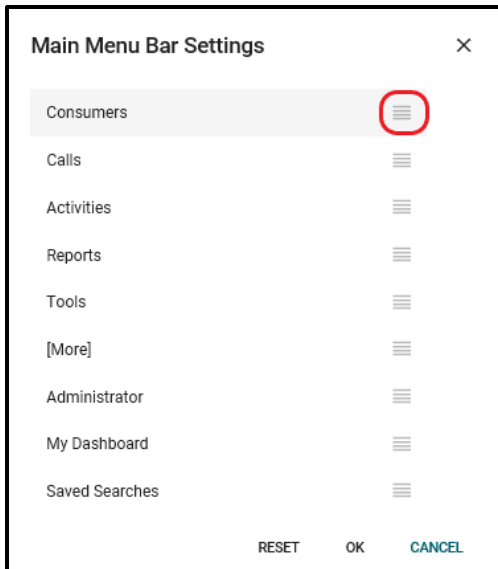 Main Menu Bar Settings
Consumers
Calls
Activities
Reports
Tools
[More]
Administrator
My Dashboard
Saved Searches
RESET OK CANCEL